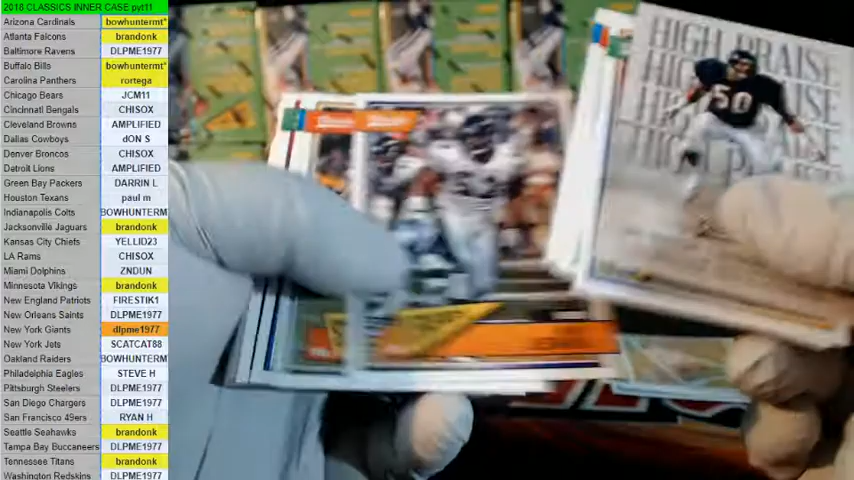 2018 CLASSICS INNER CASE pyt11
Arizona Cardinals bowhuntermt*
Atlanta Falcons brandonk
Baltimore Ravens DLPME1977
Buffalo Bills bowhuntermt*
Carolina Panthers rortega
Chicago Bears JCM11
Cincinnati Bengals CHISOX
Cleveland Browns AMPLIFIED
Dallas Cowboys dON S
Denver Broncos CHISOX
Detroit Lions AMPLIFIED
Green Bay Packers DARRIN L
Houston Texans paul m
Indianapolis Colts BOWHUNTERM
Jacksonville Jaguars brandonk
Kansas City Chiefs YELLID23
LA Rams CHISOX
Miami Dolphins ZNDUN
Minnesota Vikings brandonk
New England Patriots FIRESTIK1
New Orleans Saints DLPME1977
New York Giants dlpme1977
New York Jets SCATCAT88
Oakland Raiders BOWHUNTERM
Philadelphia Eagles STEVE H
Pittsburgh Steelers DLPME1977
San Diego Chargers DLPME1977
San Francisco 49ers RYAN H
Seattle Seahawks brandonk
Tampa Bay Buccaneers DLPME1977
Tennessee Titans brandonk
Washington Redskins DLPME1977
HIGH PRAISE
50